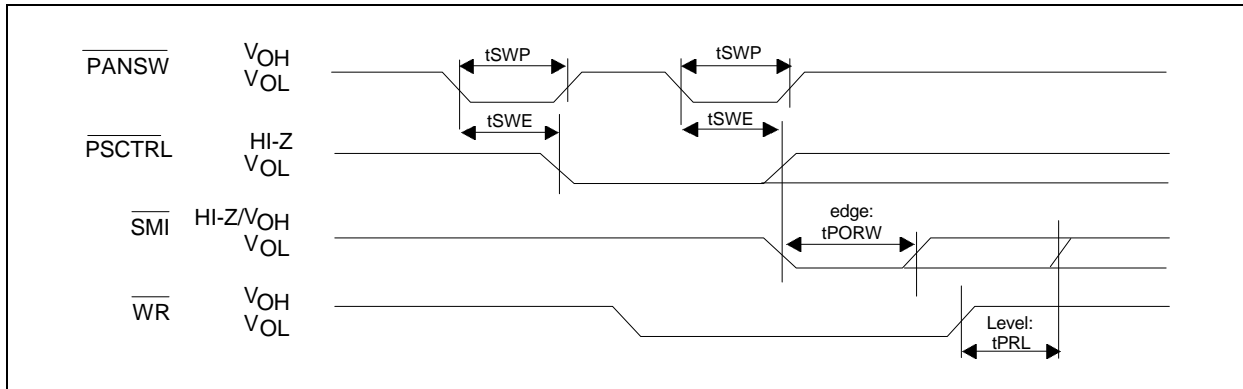 PANSW VOH VOL tSWP tSWP
tSWE tSWE
PSCTRL HI-Z VOL
SMI HI-Z/VOH VOL
edge:
tPORW
WR VOH VOL
Level:
tPRL